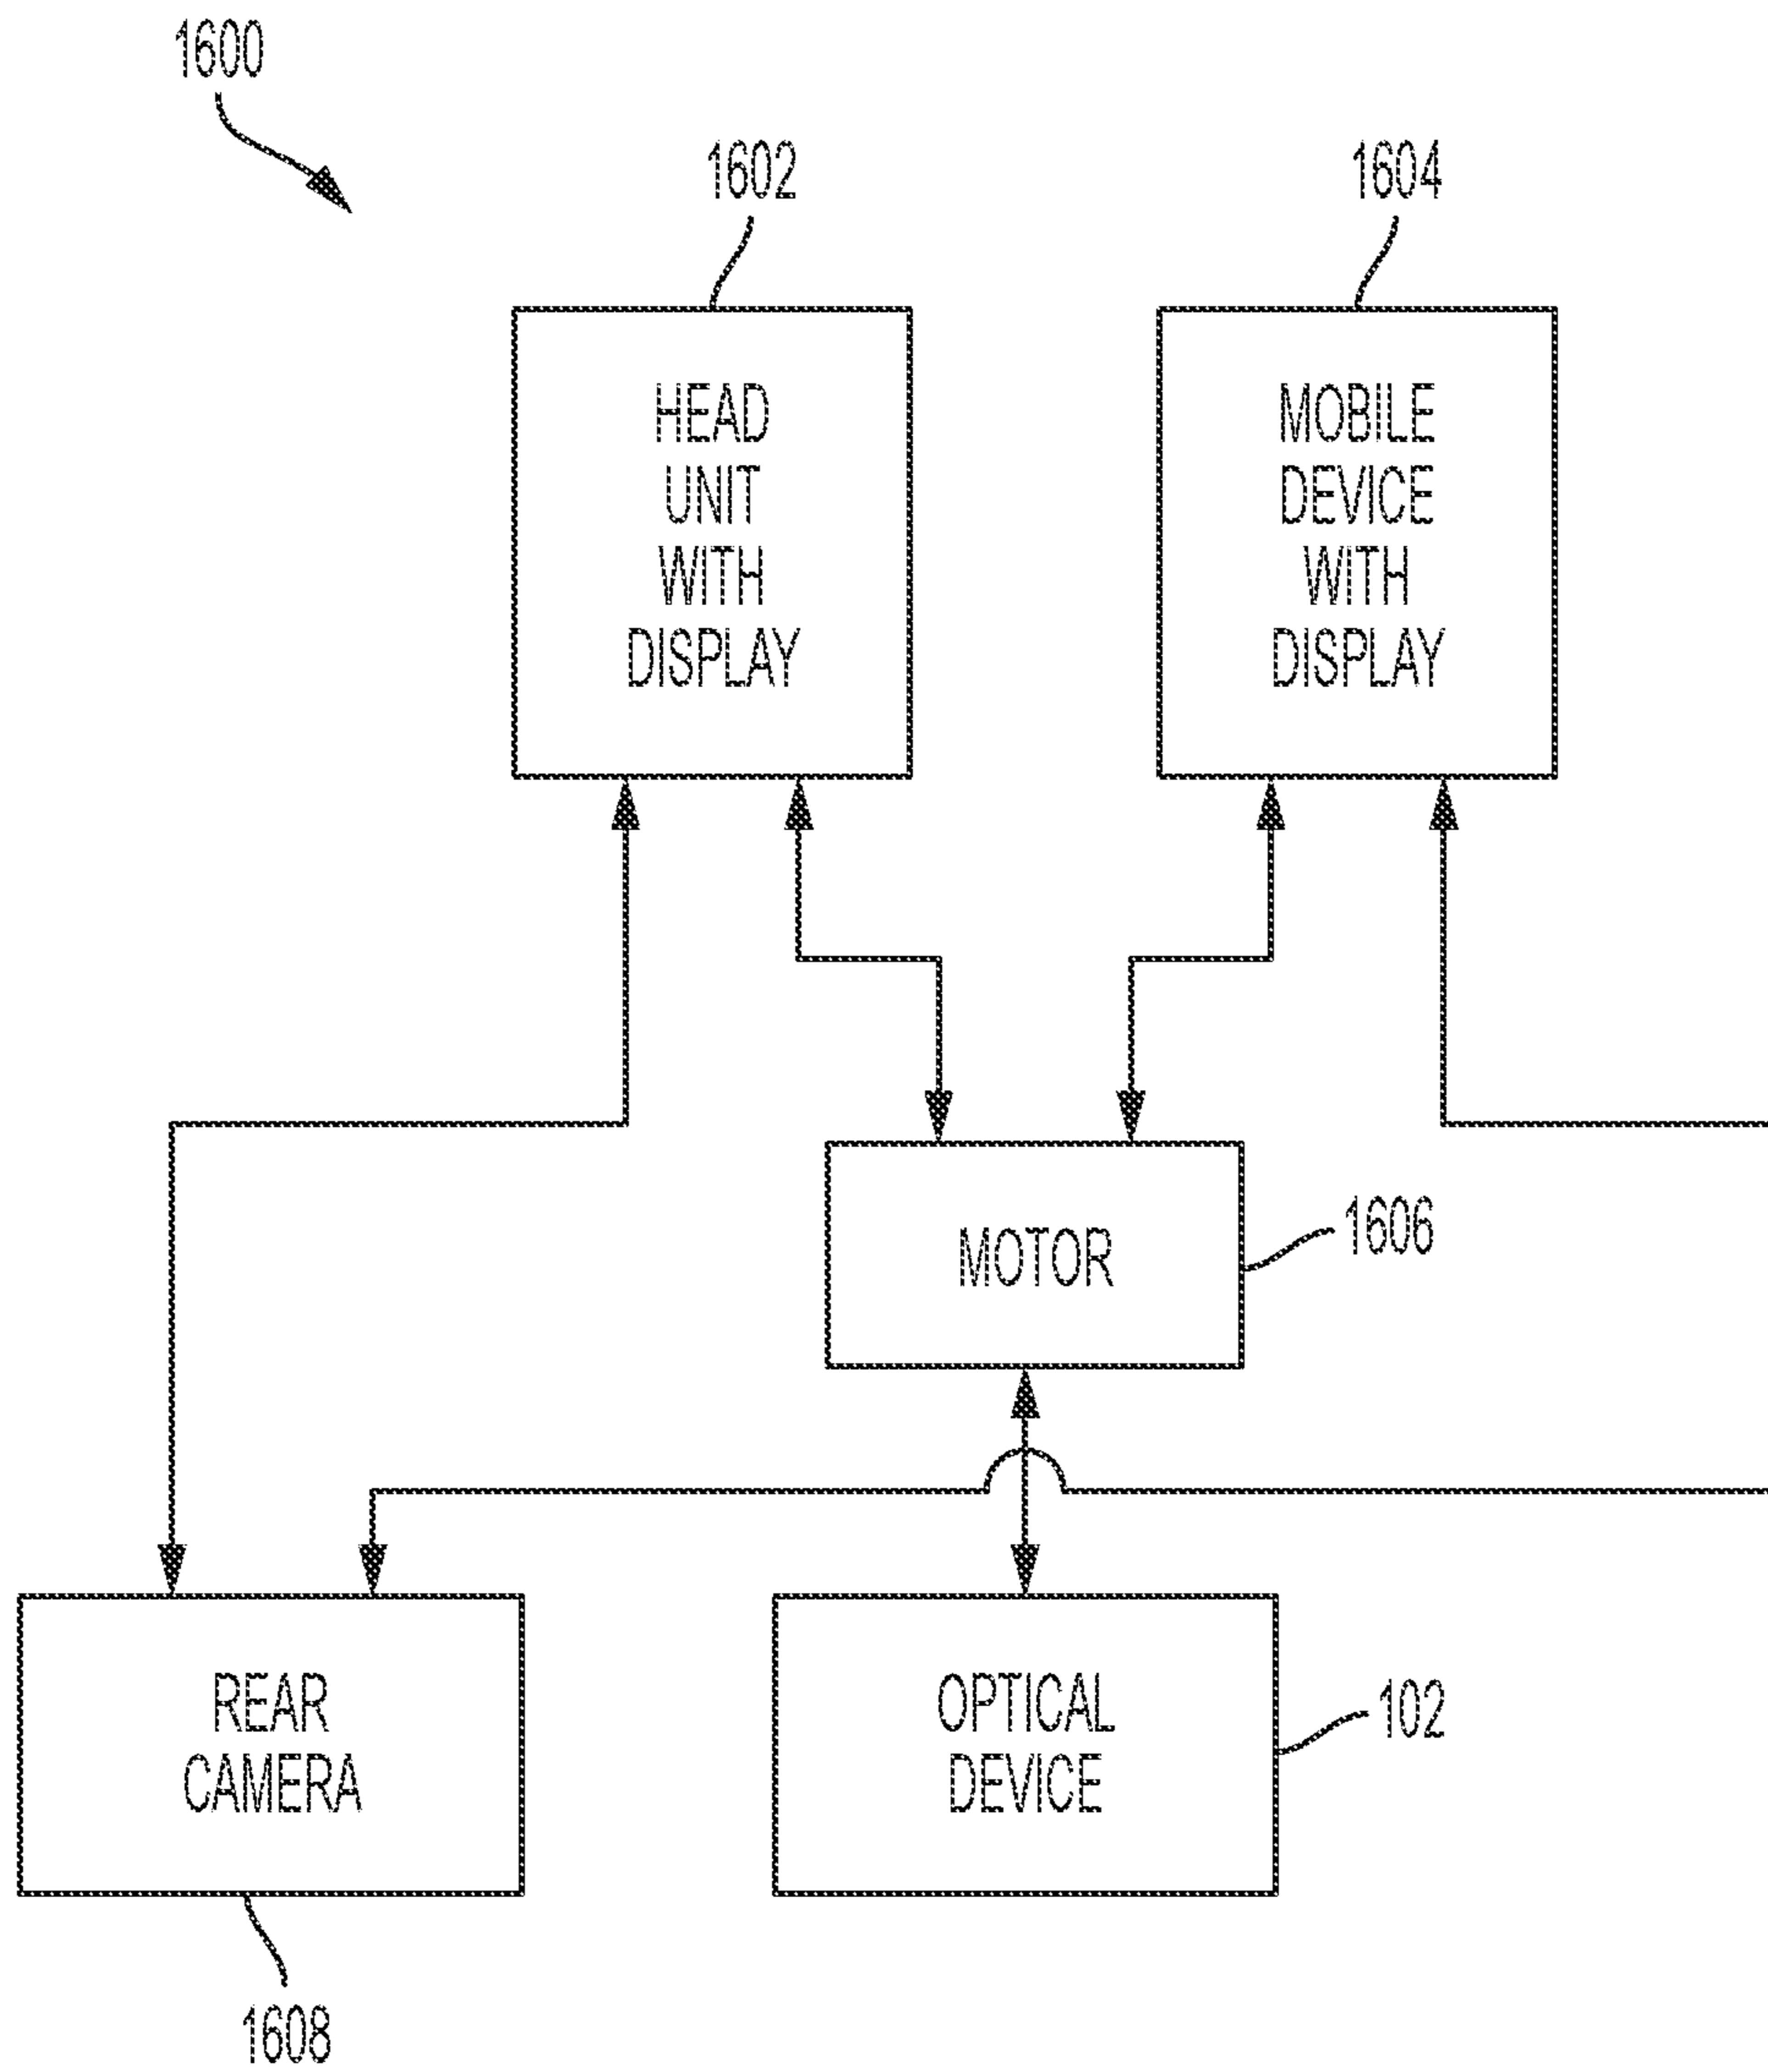 1600
1602
1604
HEAD
UNIT
WITH
DISPLAY
MOBILE
DEVICE
WITH
DISPLAY
MOTOR
1606
REAR
CAMERA
OPTICAL
DEVICE
102
1608